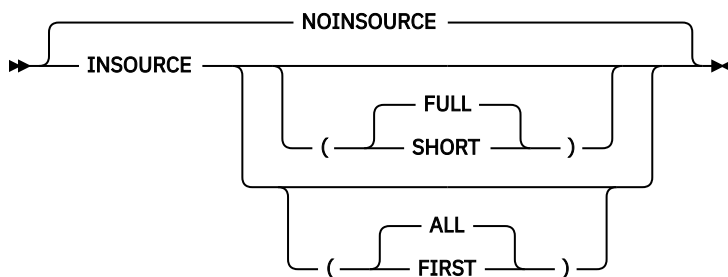 NOINSOURCE
INSOURCE
FULL
( SHORT )
ALL
( FIRST )